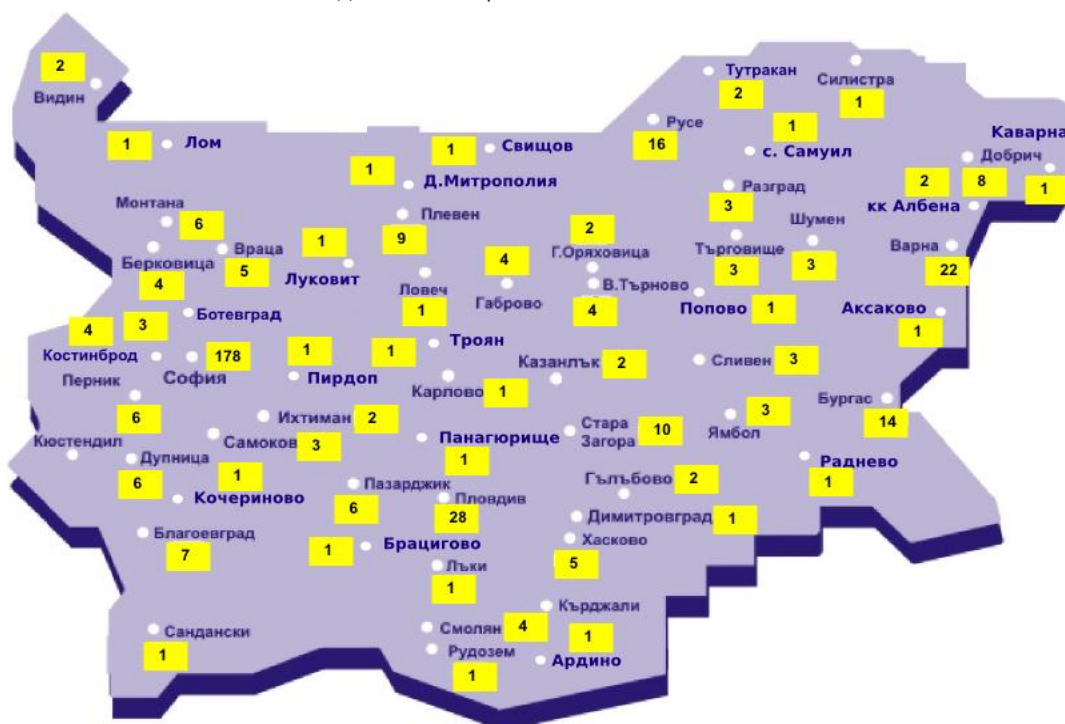 2
Видин
Тутракан
2
Силистра
1
1
Лом
1
Свищов
Русе
16
1
с. Самуил
Каварна
Добрич
1
1
Д.Митрополия
2
8
кк Албена
Разград
3
Монтана
6
Плевен
9
2
Г.Оряховица
Шумен
3
Търговище
3
Варна
22
Берковица
4
Враца
5
1
Луковит
Ловеч
1
4
Габрово
В.Търново
4
Попово
1
Аксаково
1
4
3
Ботевград
Костинброд
178
София
1
Пирдоп
1
Троян
Казанлък
2
Сливен
3
Перник
6
Карлово
1
Бургас
14
Ихтиман
2
Самоков
3
Панагюрище
1
Стара
Загора
10
3
Ямбол
Кюстендил
Дупница
6
1
Кочериново
Пазарджик
6
Пловдив
28
Гълъбово
2
Раднево
1
Димитровград
1
Благоевград
7
1
Брацигово
Хасково
5
Лъки
1
Кърджали
Сандански
1
Смолян
4
1
Рудозем
1
Ардино